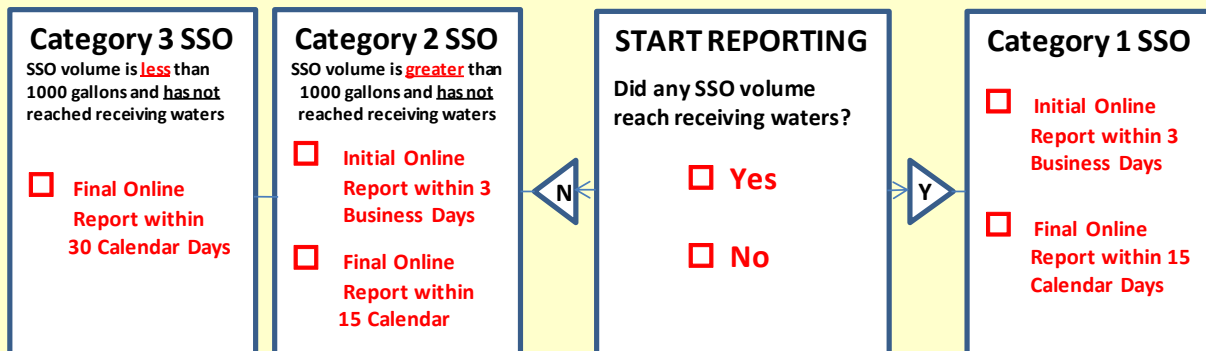 Category 3 SSO
SSO volume is less than
1000 gallons and has not
reached receiving waters
Final Online
Report within
30 Calendar Days
Category 2 SSO
SSO volume is greater than
1000 gallons and has not
reached receiving waters
Initial Online
Report within 3
Business Days
Final Online
Report within
15 Calendar
N
START REPORTING
Did any SSO volume
reach receiving waters?
Yes
No
Y
Category 1 SSO
Initial Online
Report within 3
Business Days
Final Online
Report within 15
Calendar Days